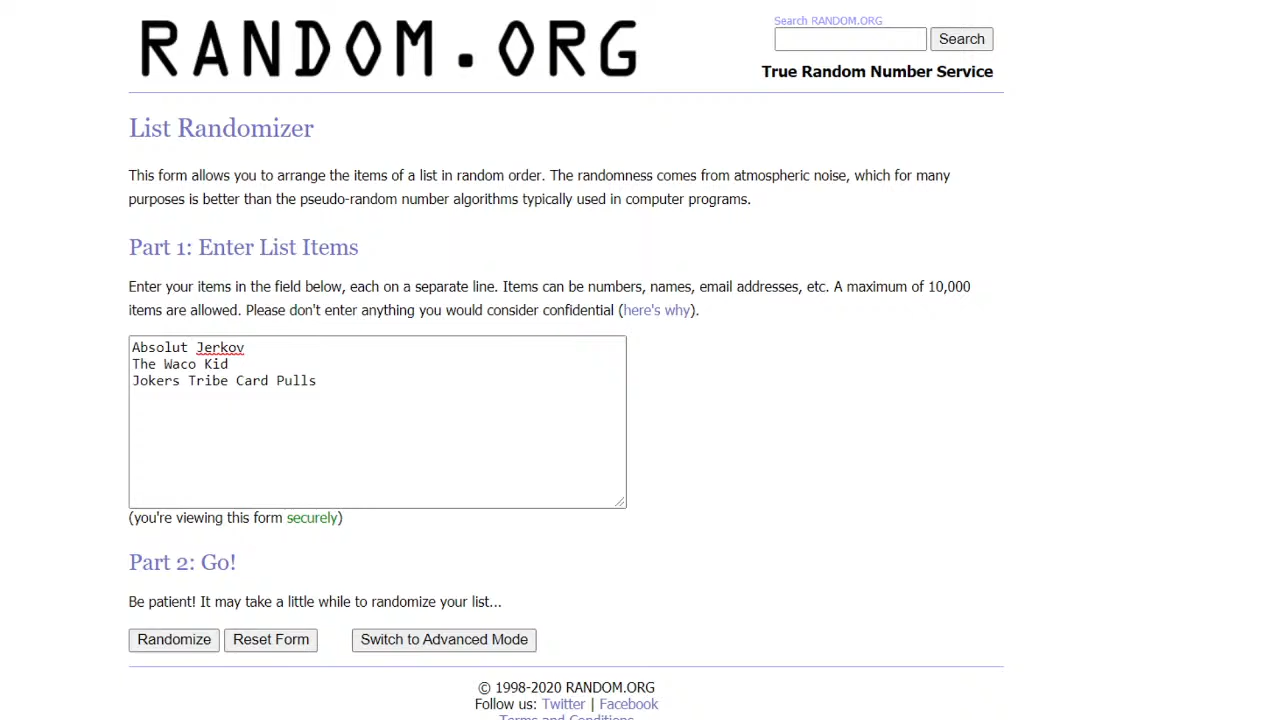 RANDOM.ORG
Search RANDOM.ORG
Search
True Random Number Service
List Randomizer
This form allows you to arrange the items of a list in random order. The randomness comes from atmospheric noise, which for many
purposes is better than the pseudo-random number algorithms typically used in computer programs.
Part 1: Enter List Items
Enter your items in the field below, each on a separate line. Items can be numbers, names, email addresses, etc. A maximum of 10,000
items are allowed. Please don't enter anything you would consider confidential (here's why).
Absolut Jerkov
The Waco Kid
Jokers Tribe Card Pulls
(you're viewing this form securely)
Part 2: Go!
Be patient! It may take a little while to randomize your list...
Randomize Reset Form Switch to Advanced Mode
© 1998-2020 RANDOM.ORG
Follow us: Twitter | Facebook
Terms and Conditions